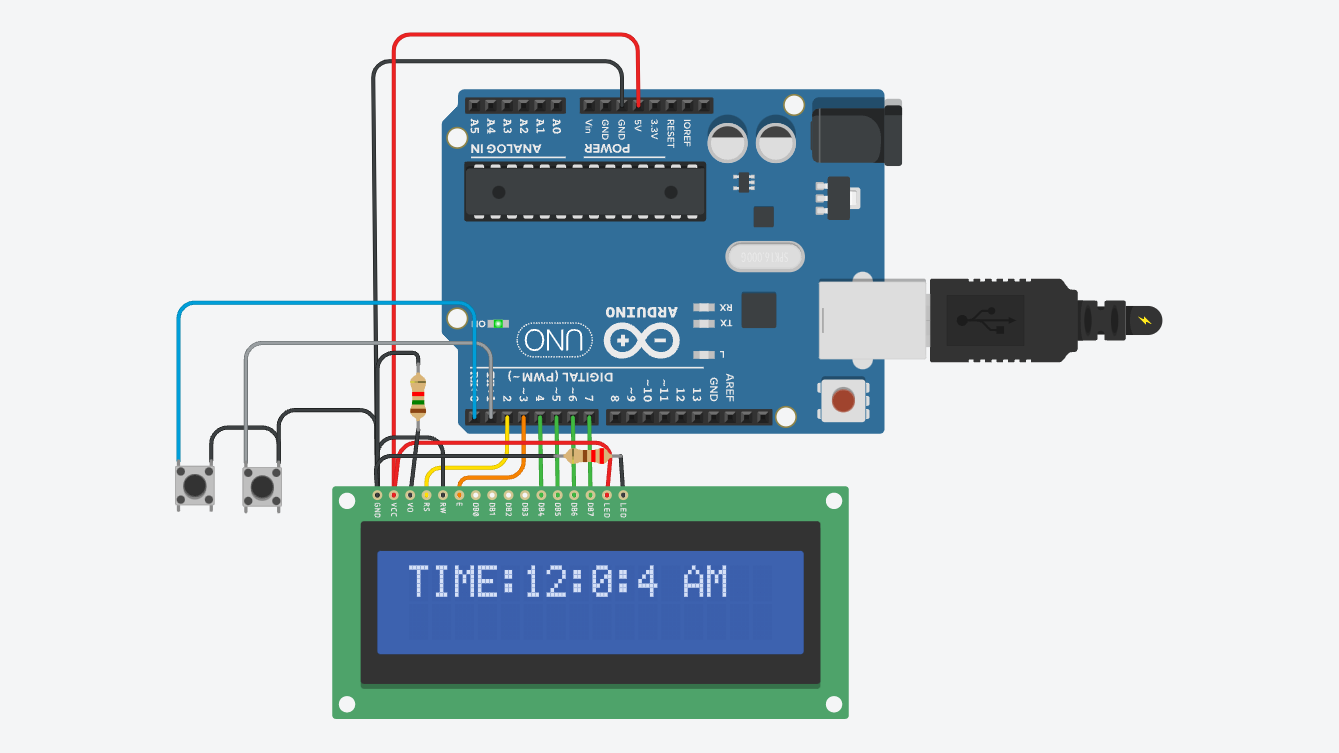 A5 A4 A3 A2 A1 A0
Vin GND GND 5V 3.3V RESET IOREF
ANALOG IN
POWER
SPK16.000G
ON
UNO
ARDUINO
RX
TX
L
DIGITAL (PWM ~)
2 ~3 4 ~5 ~6 7 8 ~9 ~10 ~11 12 13 GND AREF
GND VCC VO RS RW E DB0 DB1 DB2 DB3 DB4 DB5 DB6 DB7 LED LED
TIME:12:0:4 AM